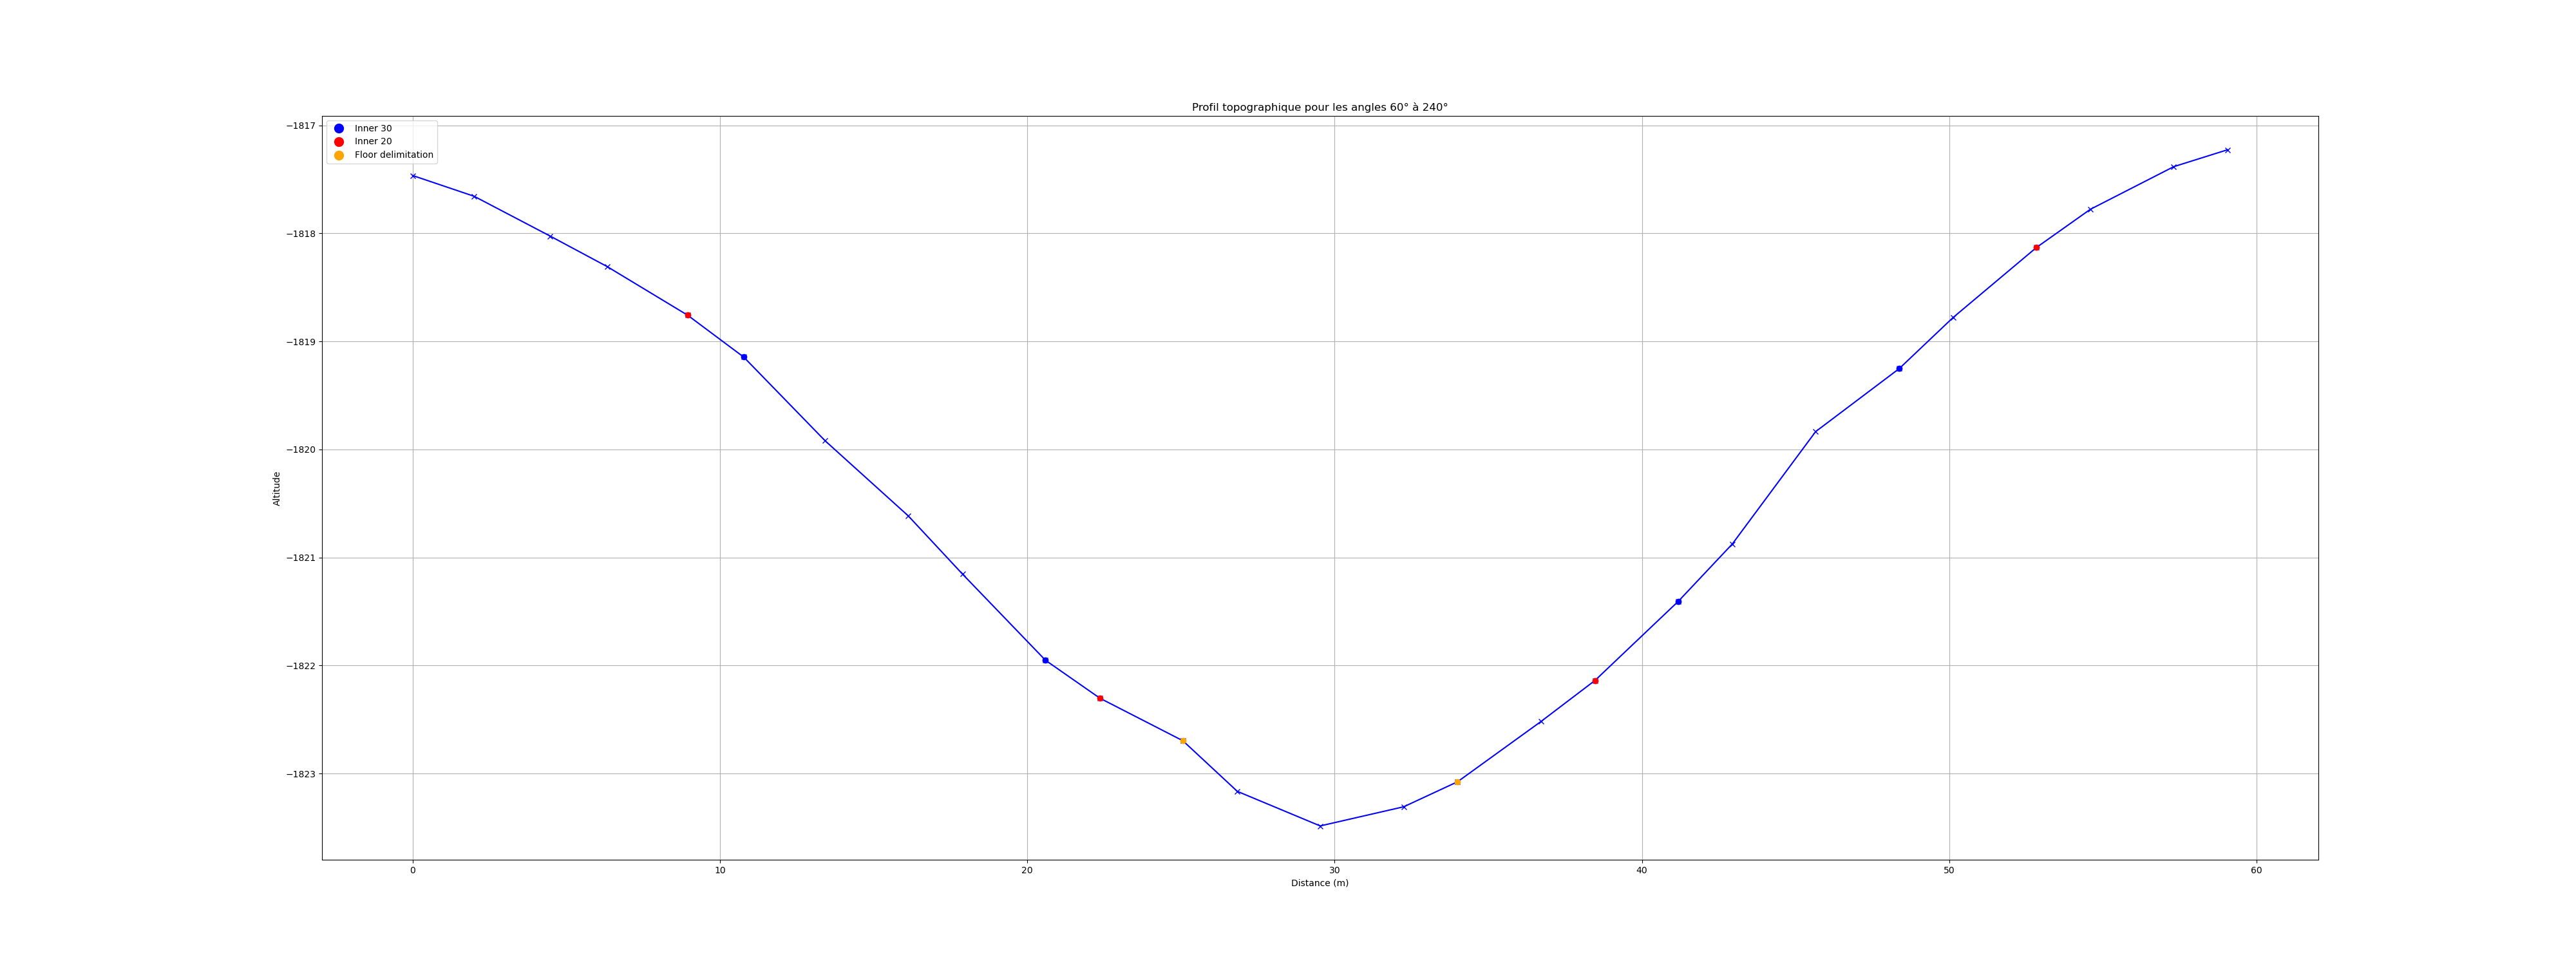 Profil topographique pour les angles 60° à 240°
Inner 30
Inner 20
Floor delimitation
−1817
−1818
−1819
−1820
−1821
−1822
−1823
Altitude
0 10 20 30 40 50 60
Distance (m)